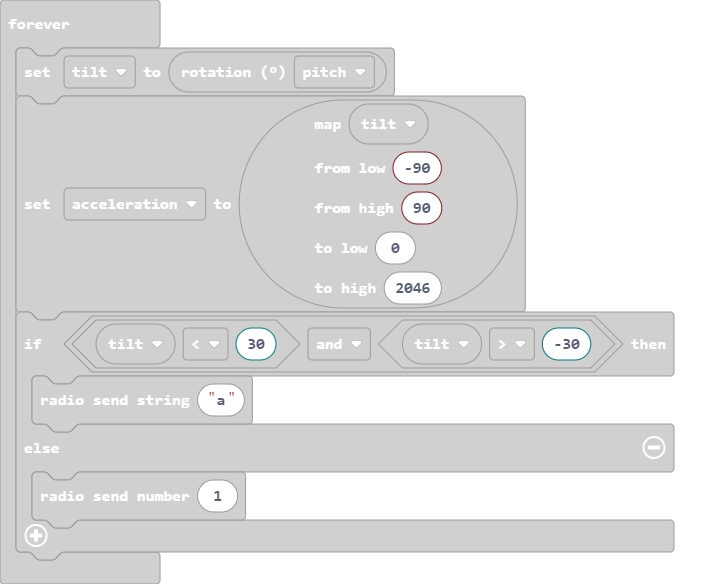 forever
set tilt to rotation (º) pitch
map tilt
from low -90
set acceleration to from high 90
to low 0
to high 2046
if tilt < 30 and tilt > -30 then
radio send string "a"
else
radio send number 1